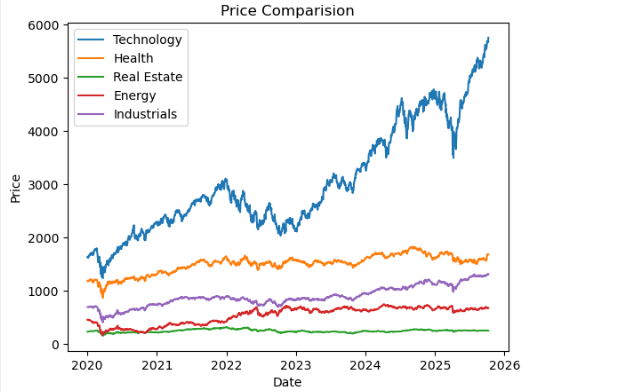 Price Comparision
6000
5000
4000
3000
2000
1000
0
Price
Technology
Health
Real Estate
Energy
Industrials
2020 2021 2022 2023 2024 2025 2026
Date